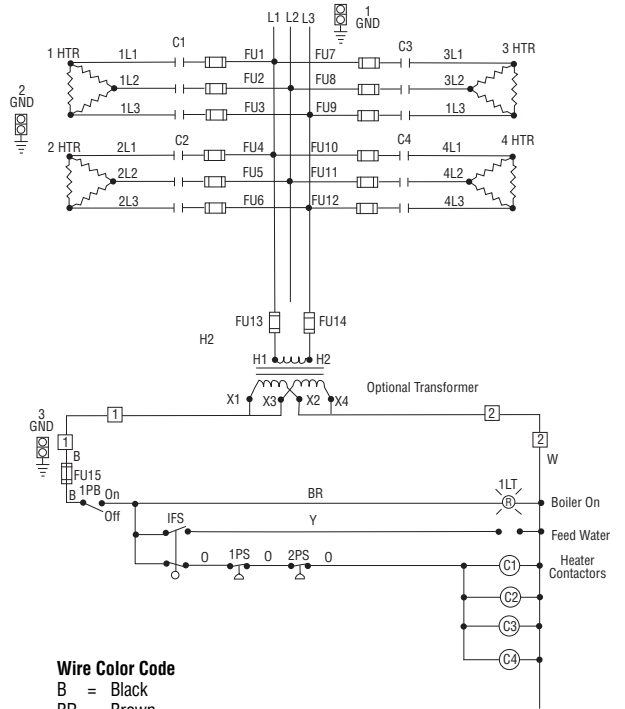 L1 L2 L3
1
GND
1 HTR 1L1 C1 FU1 FU7 C3 3L1 3 HTR
1L2 FU2 FU8 3L2
1L3 FU3 FU9 1L3
2
GND
2 HTR 2L1 C2 FU4 FU10 C4 4L1 4 HTR
2L2 FU5 FU11 4L2
2L3 FU6 FU12 4L3
FU13 FU14
H2
H1 H2
Optional Transformer
X1 X3 X2 X4
1 2
3
GND
1 2
B W
FU15
B 1PB On BR 1LT
R Boiler On
Off
IFS Y Feed Water
O 1PS O 2PS O C1 Heater
Contactors
C2
C3
C4
Wire Color Code
B = Black
BR = Brown